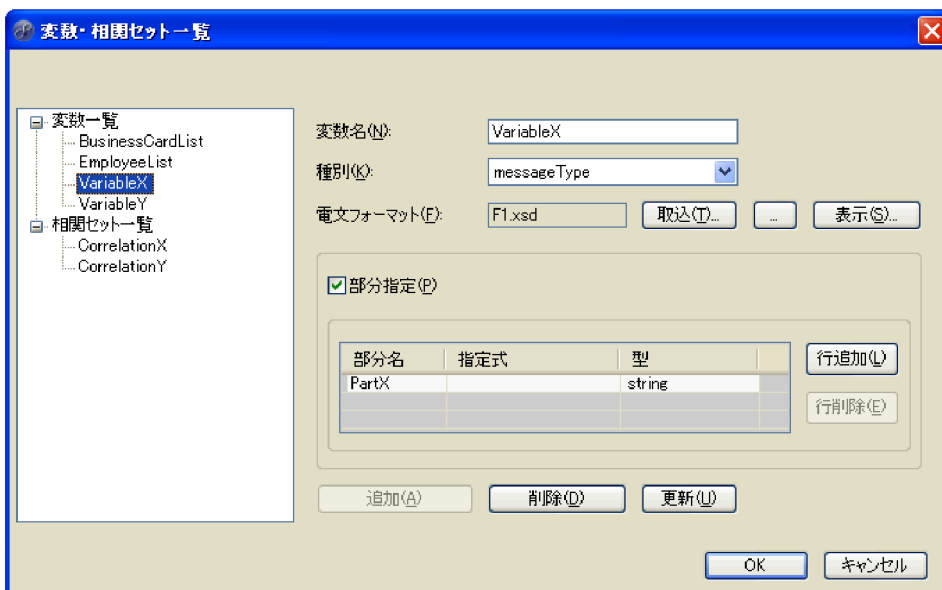 変数・相関セット一覧
変数一覧
BusinessCardList
EmployeeList
VariableX
VariableY
相関セット一覧
CorrelationX
CorrelationY
変数名(N): VariableX
種別(K): messageType
電文フォーマット(F): F1.xsd 取込(T)... ... 表示(S)...
部分指定(P)
部分名 指定式 型
PartX string
行追加(L)
行削除(E)
追加(A) 削除(D) 更新(U)
OK キャンセル